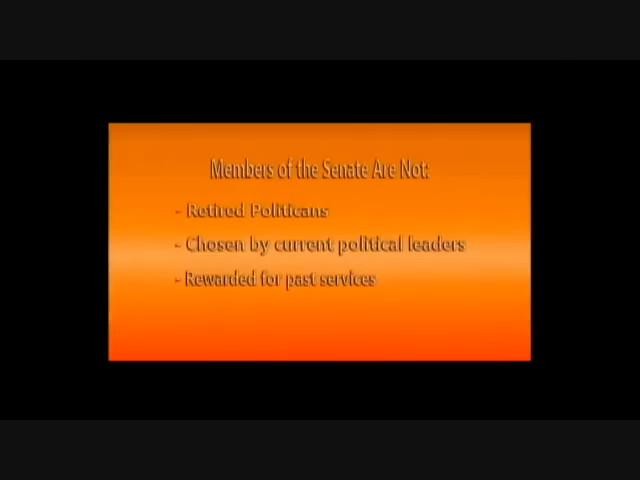 Members of the Senate Are Not:
- Retired Politicans
- Chosen by current political leaders
- Rewarded for past services